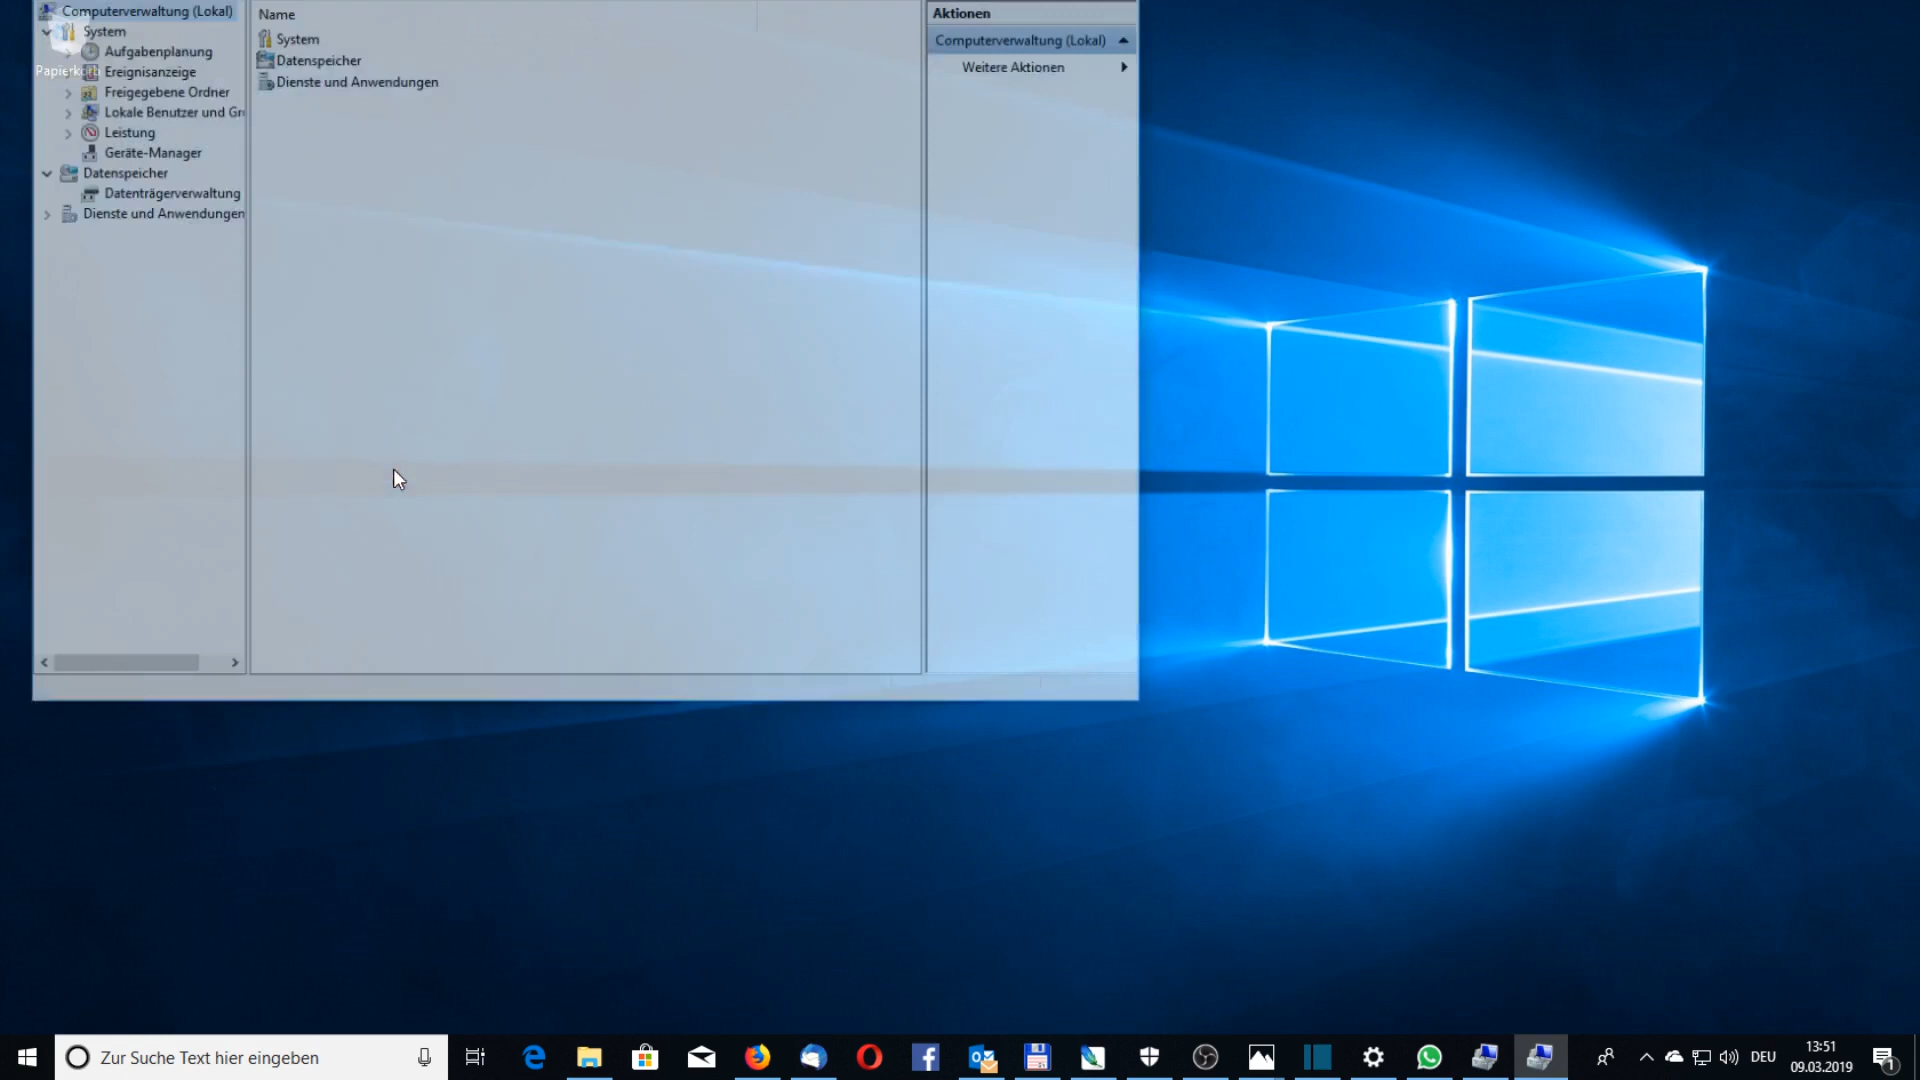 Computerverwaltung (Lokal)
System
Aufgabenplanung
Ereignisanzeige
Freigegebene Ordner
Lokale Benutzer und Gr
Leistung
Geräte-Manager
Datenspeicher
Datenträgerverwaltung
Dienste und Anwendungen
Papierkorb
Name
System
Datenspeicher
Dienste und Anwendungen
Aktionen
Computerverwaltung (Lokal)
Weitere Aktionen
Zur Suche Text hier eingeben
DEU
13:51
09.03.2019
1